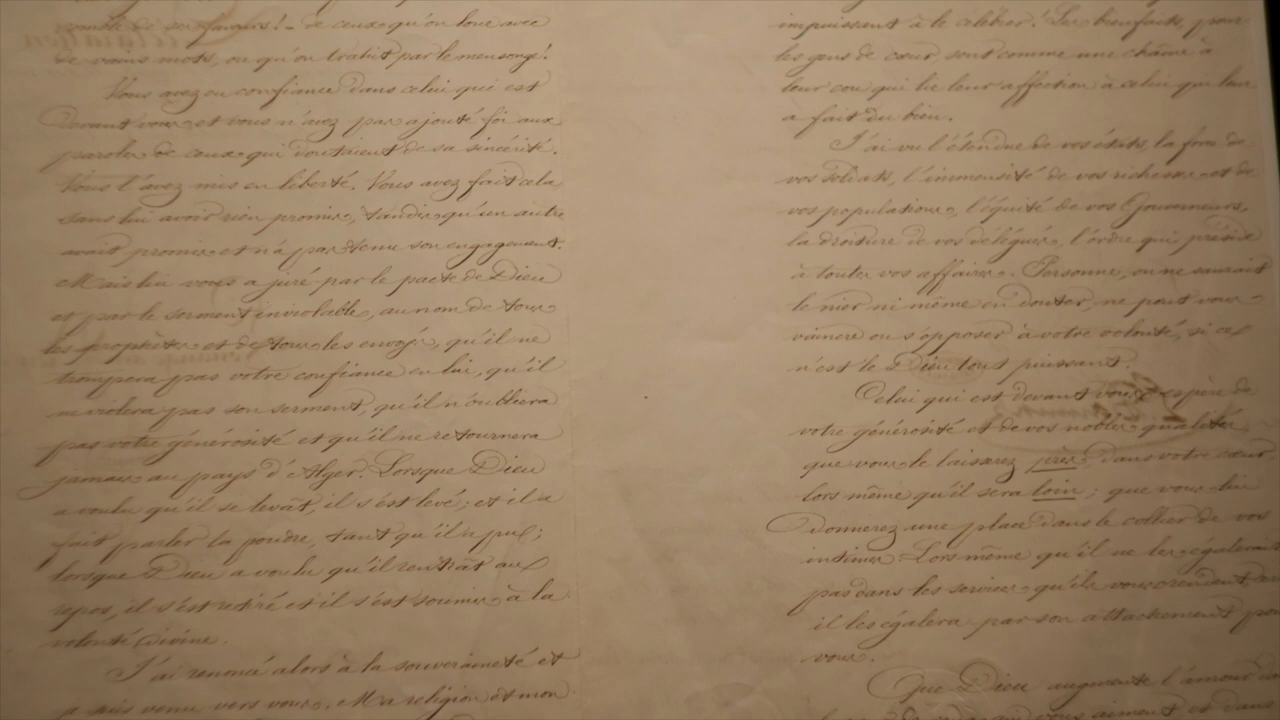 comblé de ses faveurs! – de ceux qu'on loue avec
de vains mots, ou qu'on trahit par le mensonge!
Vous avez eu confiance dans celui qui est
devant vous et vous n'avez pas ajouté foi aux
paroles de ceux qui doutaient de sa sincérité.
Vous l'avez mis en liberté. Vous avez fait cela
sans lui avoir rien promis, tandis qu'un autre
avait promis et n'a pas tenu son engagement.
Mais lui vous a juré par le pacte de Dieu
et par le serment inviolable, au nom de tous
les prophètes et de tous les envoyés, qu'il ne
trompera pas votre confiance en lui, qu'il
ne violera pas son serment, qu'il n'oubliera
pas votre générosité et qu'il ne retournera
jamais au pays d'Alger. Lorsque Dieu
a voulu qu'il se levât, il s'est levé; et il a
fait parler la poudre, tant qu'il a pu;
lorsque Dieu a voulu qu'il rentrât au
repos, il s'est retiré et il s'est soumis à la
volonté divine.
J'ai renoncé alors à la souveraineté et
je suis venu vers vous. Ma religion et mon
impuissent à le célébrer! Les bienfaits, pour
les gens de cœur, sont comme une chaîne à
leur cou qui lie leur affection à celui qui leur
a fait du bien.
J'ai vu l'étendue de vos états, la force de
vos soldats, l'immensité de vos richesses et de
vos populations, l'équité de vos Gouverneurs,
la droiture de vos délégués, l'ordre qui préside
à toutes vos affaires. Personne, on ne saurait
le nier ni même en douter, ne peut vous
vaincre ou s'opposer à votre volonté, si ce
n'est le Dieu tout puissant.
Celui qui est devant vous espère de
votre générosité et de vos nobles qualités
que vous le laisserez près dans votre cœur
lors même qu'il sera loin; que vous lui
donnerez une place dans le collier de vos
intimes. Lors même qu'il ne les égalerait
pas dans les services qu'ils vous rendent
il les égalera par son attachement pour
vous.
Que Dieu augmente l'amour
qui vous aiment et dans